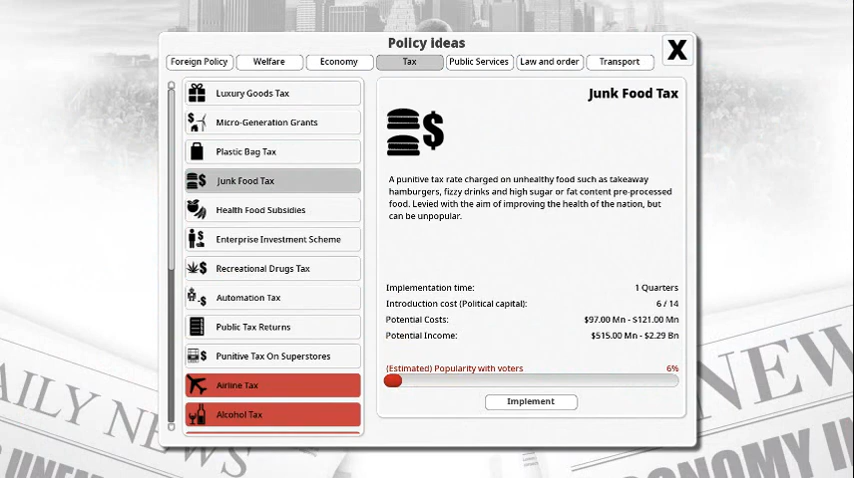 Policy Ideas
X
Foreign Policy
Welfare
Economy
Tax
Public Services
Law and order
Transport
Luxury Goods Tax
Micro-Generation Grants
Plastic Bag Tax
Junk Food Tax
Health Food Subsidies
Enterprise Investment Scheme
Recreational Drugs Tax
Automation Tax
Public Tax Returns
Punitive Tax On Superstores
Airline Tax
Alcohol Tax
Junk Food Tax
A punitive tax rate charged on unhealthy food such as takeaway
hamburgers, fizzy drinks and high sugar or fat content pre-processed
food. Levied with the aim of improving the health of the nation, but
can be unpopular.
Implementation time: 1 Quarters
Introduction cost (Political capital): 6 / 14
Potential Costs: $97.00 Mn - $121.00 Mn
Potential Income: $515.00 Mn - $2.29 Bn
(Estimated) Popularity with voters 6%
Implement